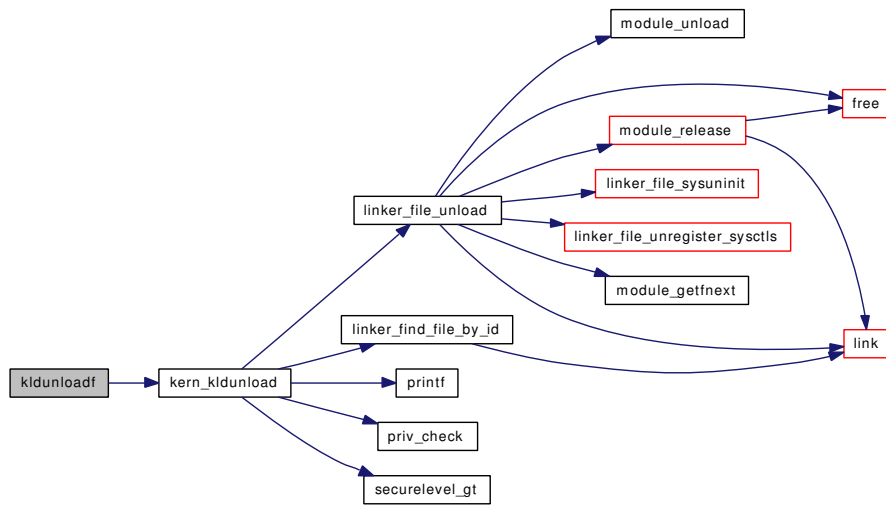 module_unload
free
module_release
linker_file_sysuninit
linker_file_unload
linker_file_unregister_sysctls
module_getfnext
linker_find_file_by_id
link
kldunloadf
kern_kldunload
printf
priv_check
securelevel_gt